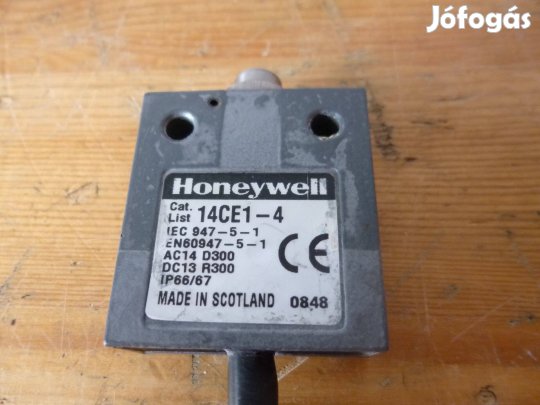 Jófogás
Honeywell
Cat.
List 14CE1-4
IEC 947-5-1
EN60947-5-1
AC14 D300
DC13 R300
IP66/67
CE
MADE IN SCOTLAND 0848